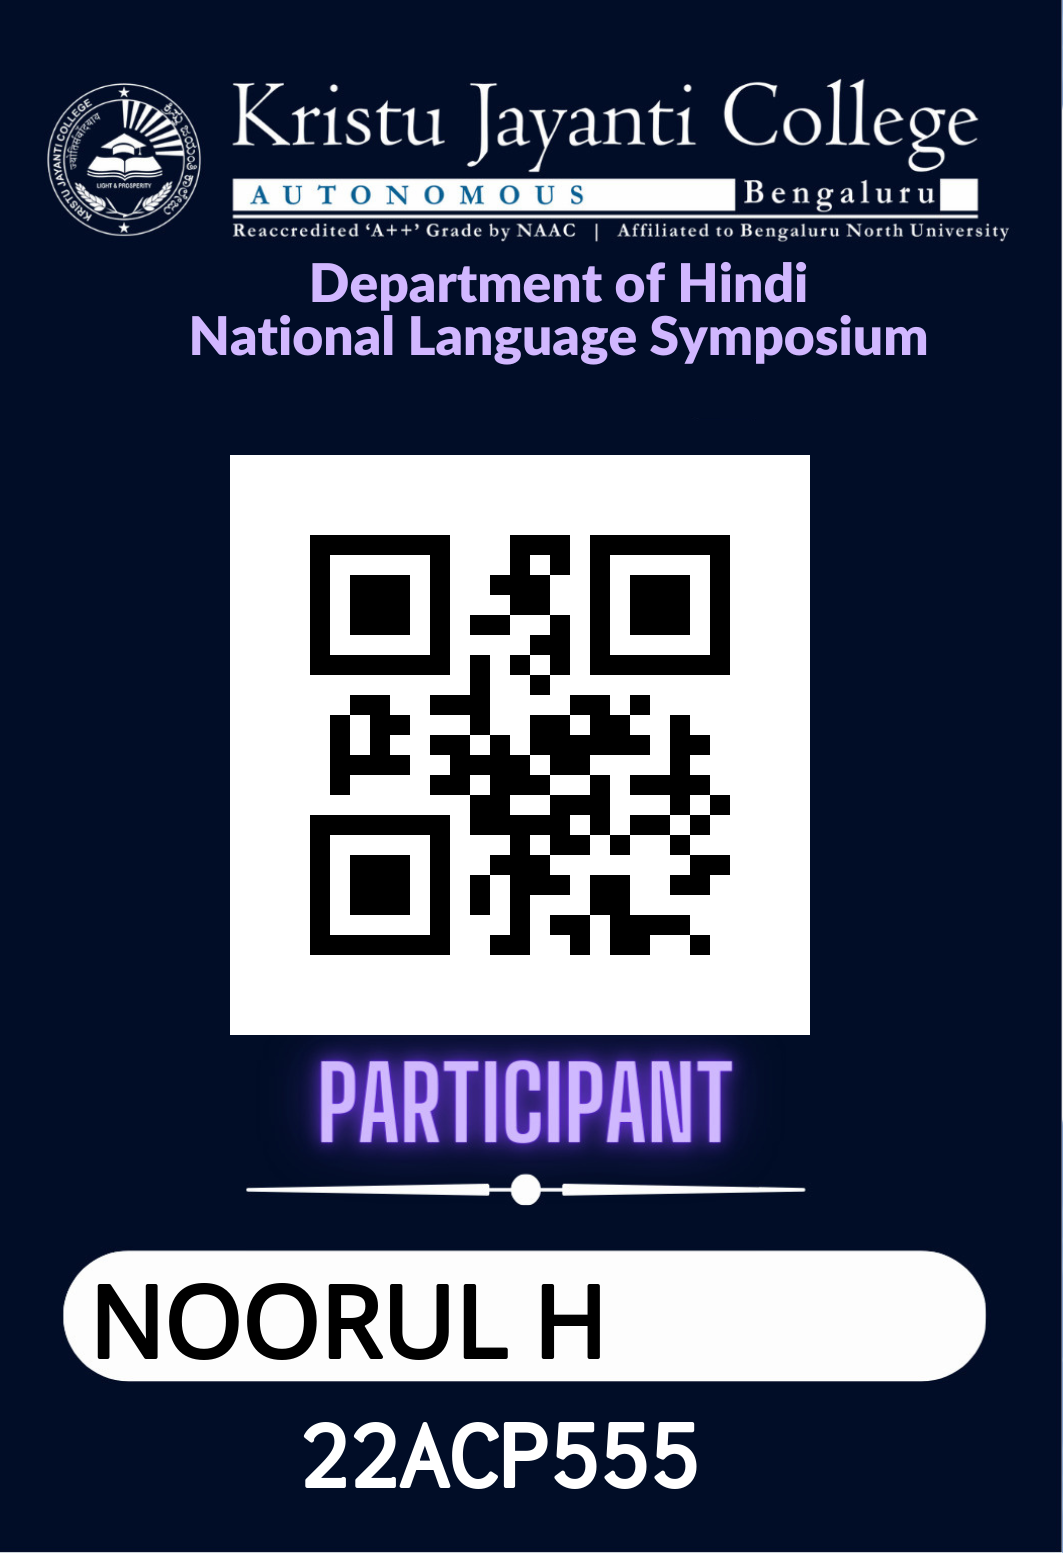 Kristu Jayanti College
AUTONOMOUS Bengaluru
Reaccredited ‘A++’ Grade by NAAC | Affiliated to Bengaluru North University
KRISTU JAYANTI COLLEGE
LIGHT & PROSPERITY
Department of Hindi
National Language Symposium
PARTICIPANT
NOORUL H
22ACP555